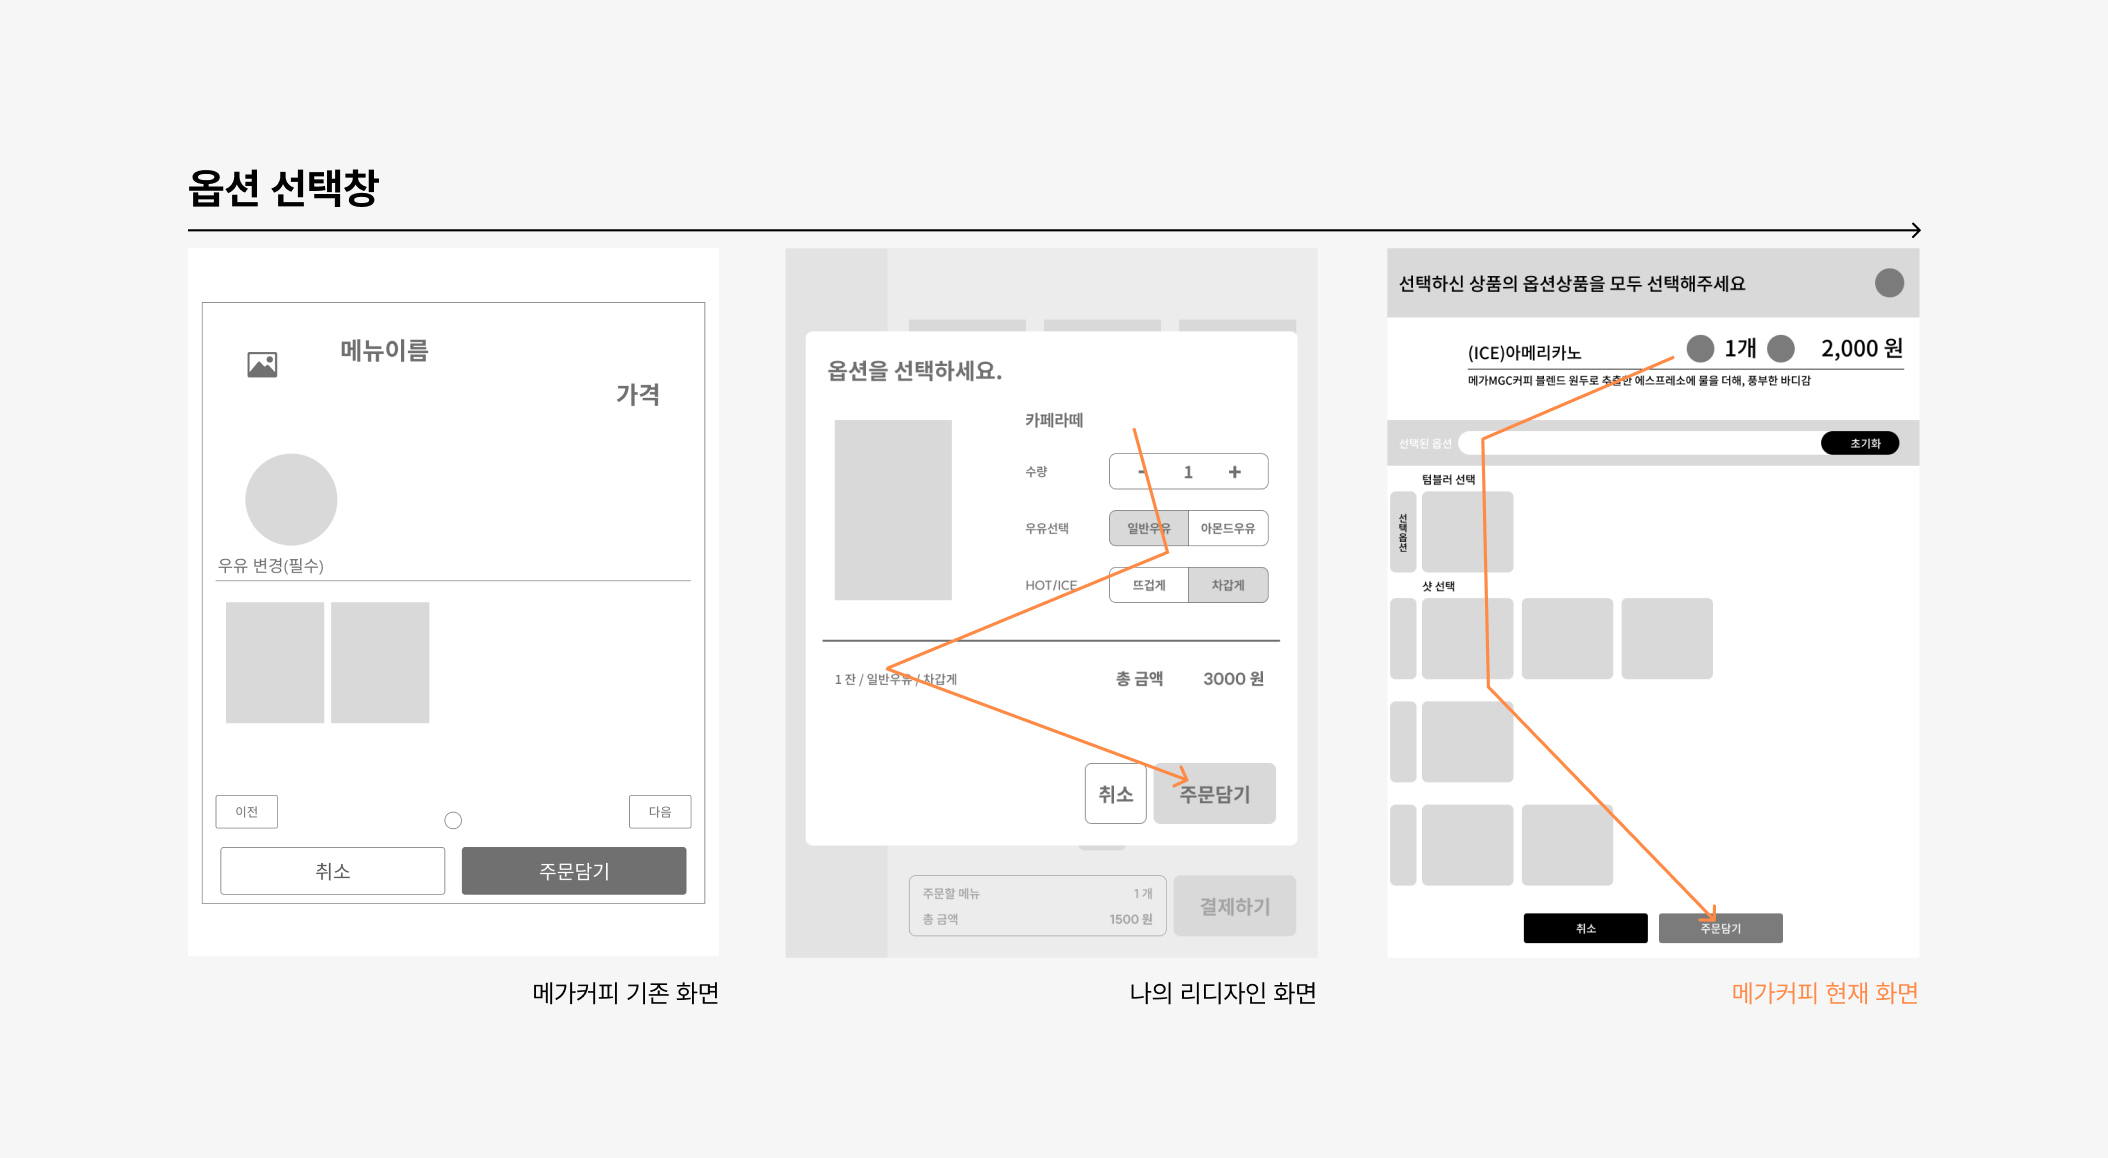 옵션 선택창
메뉴이름
가격
우유 변경(필수)
이전
다음
취소
주문담기
메가커피 기존 화면
옵션을 선택하세요.
카페라떼
수량
- 1 +
우유선택
일반우유
아몬드우유
HOT/ICE
뜨겁게
차갑게
1 잔 / 일반우유 / 차갑게
총 금액
3000 원
취소
주문담기
주문할 메뉴
1 개
총 금액
1500 원
결제하기
나의 리디자인 화면
선택하신 상품의 옵션상품을 모두 선택해주세요
(ICE)아메리카노
1개
2,000 원
메가MGC커피 블렌드 원두로 추출한 에스프레소에 물을 더해, 풍부한 바디감
선택된 옵션
초기화
텀블러 선택
선택옵션
샷 선택
취소
주문담기
메가커피 현재 화면